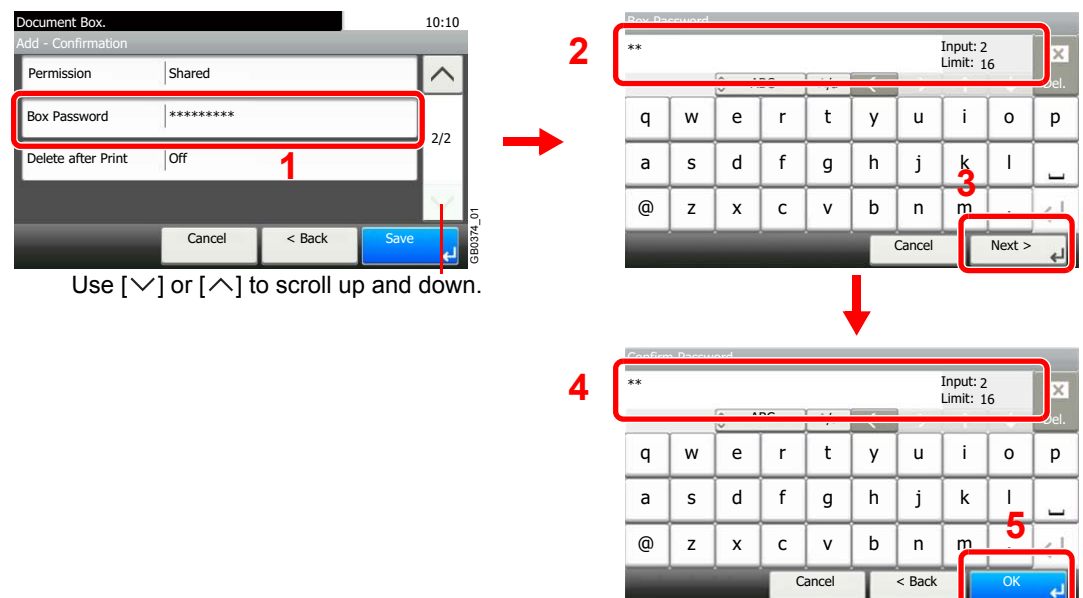 Document Box.
10:10
Add - Confirmation
Permission
Shared
Box Password
*********
2/2
Delete after Print
Off
1
Cancel
< Back
Save
GB0374_01
Use [∨] or [∧] to scroll up and down.
Box Password
2
**
Input: 2
Limit: 16
Del.
q w e r t y u i o p
a s d f g h j k l
3
@ z x c v b n m .
Cancel
Next >
Confirm Password
4
**
Input: 2
Limit: 16
Del.
q w e r t y u i o p
a s d f g h j k l
5
@ z x c v b n m .
Cancel
< Back
OK